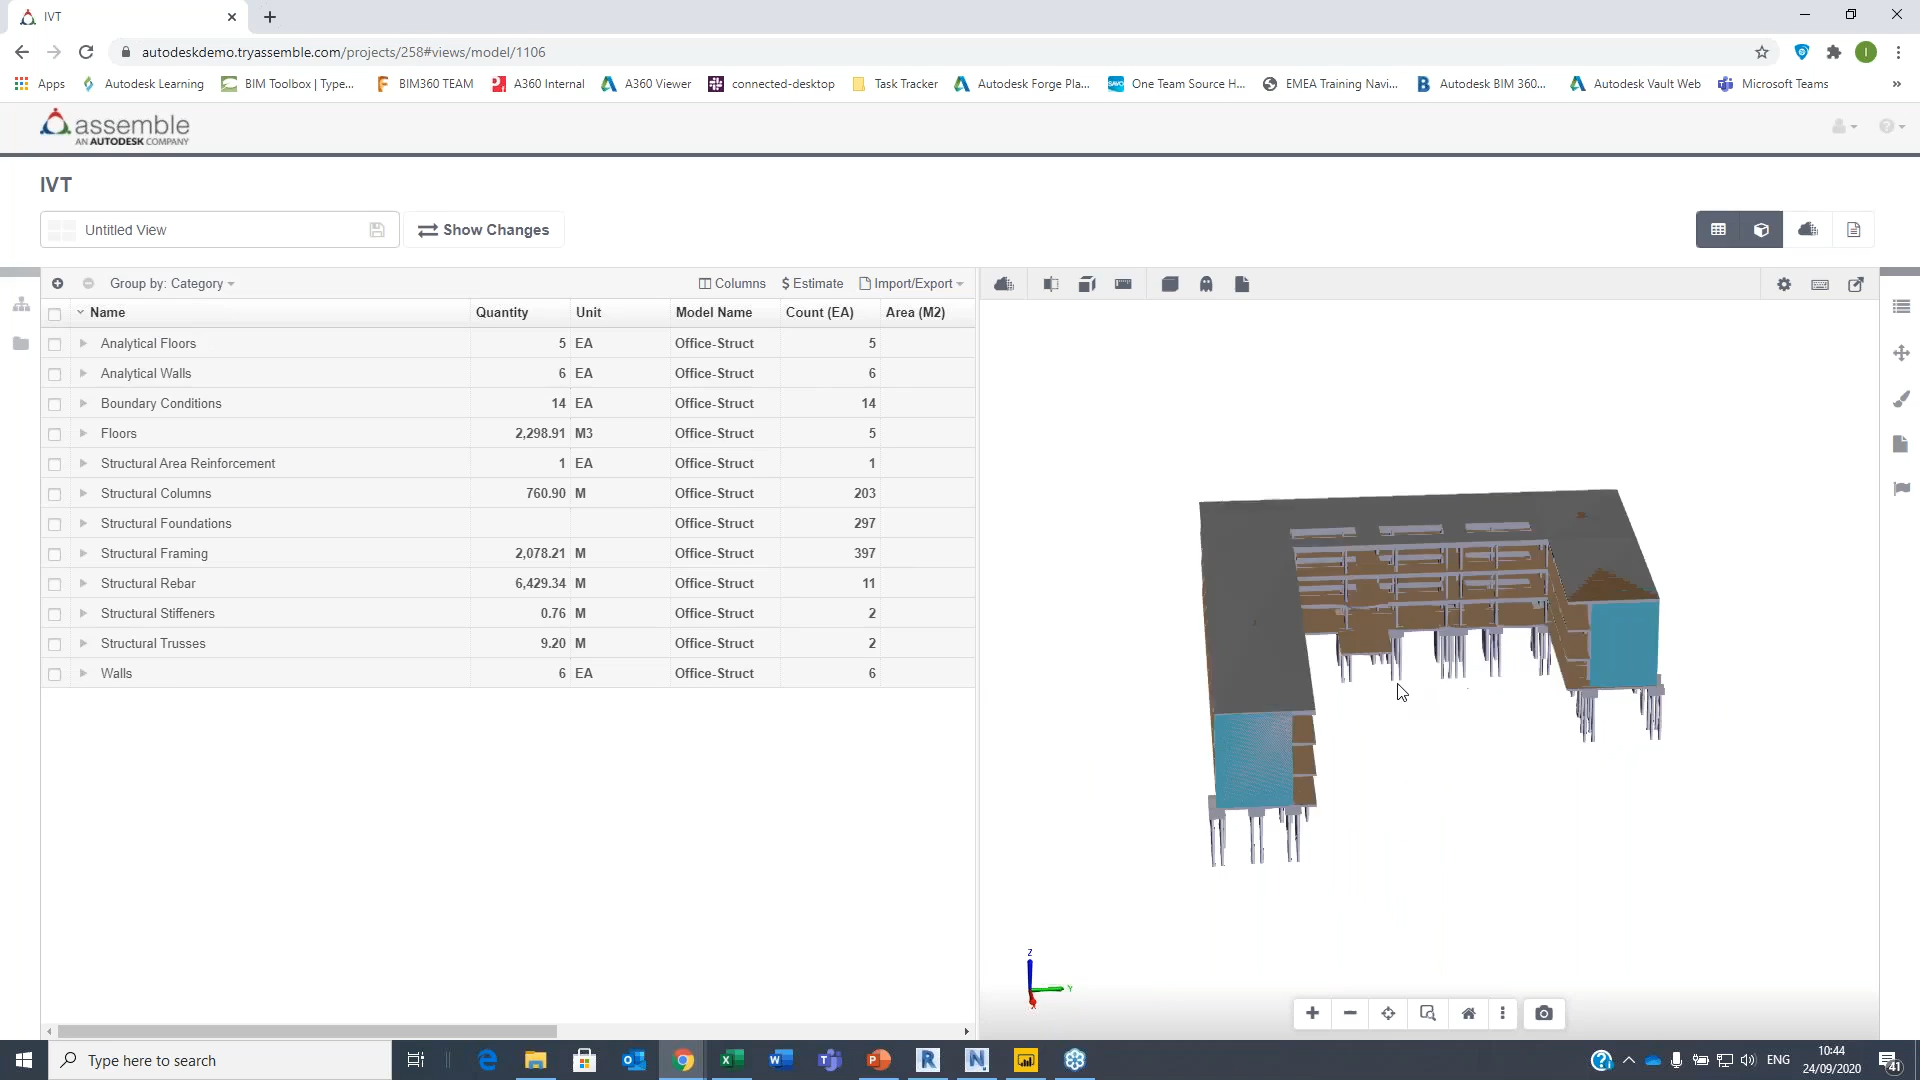 IVT
autodeskdemo.tryassemble.com/projects/258#views/model/1106
I
Apps Autodesk Learning BIM Toolbox | Type... BIM360 TEAM A360 Internal A360 Viewer connected-desktop Task Tracker Autodesk Forge Pla... One Team Source H... EMEA Training Navi... Autodesk BIM 360... Autodesk Vault Web Microsoft Teams »
assemble
AN AUTODESK COMPANY
IVT
Untitled View Show Changes
Group by: Category Columns $ Estimate Import/Export
Name Quantity Unit Model Name Count (EA) Area (M2)
Analytical Floors 5 EA Office-Struct 5
Analytical Walls 6 EA Office-Struct 6
Boundary Conditions 14 EA Office-Struct 14
Floors 2,298.91 M3 Office-Struct 5
Structural Area Reinforcement 1 EA Office-Struct 1
Structural Columns 760.90 M Office-Struct 203
Structural Foundations Office-Struct 297
Structural Framing 2,078.21 M Office-Struct 397
Structural Rebar 6,429.34 M Office-Struct 11
Structural Stiffeners 0.76 M Office-Struct 2
Structural Trusses 9.20 M Office-Struct 2
Walls 6 EA Office-Struct 6
Z
Y
X
Type here to search
ENG
10:44
24/09/2020
41